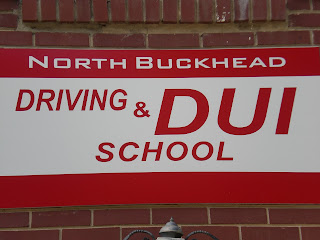 NORTH BUCKHEAD
DRIVING & DUI
SCHOOL